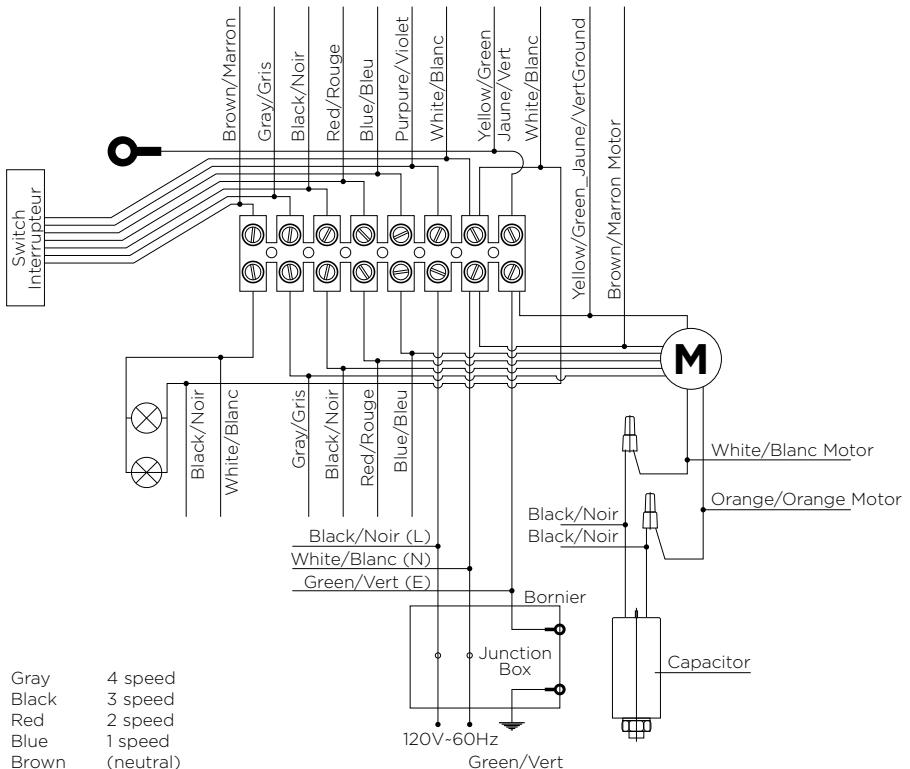 Brown/Marron
Gray/Gris
Black/Noir
Red/Rouge
Blue/Bleu
Purpure/Violet
White/Blanc
Yellow/Green
Jaune/Vert
White/Blanc
Yellow/Green_Jaune/VertGround
Brown/Marron Motor
Switch
Interrupteur
M
Black/Noir
White/Blanc
Gray/Gris
Black/Noir
Red/Rouge
Blue/Bleu
White/Blanc Motor
Orange/Orange Motor
Black/Noir
Black/Noir
Black/Noir (L)
White/Blanc (N)
Green/Vert (E)
Bornier
Junction
Box
Capacitor
120V~60Hz
Green/Vert
Gray 4 speed
Black 3 speed
Red 2 speed
Blue 1 speed
Brown (neutral)